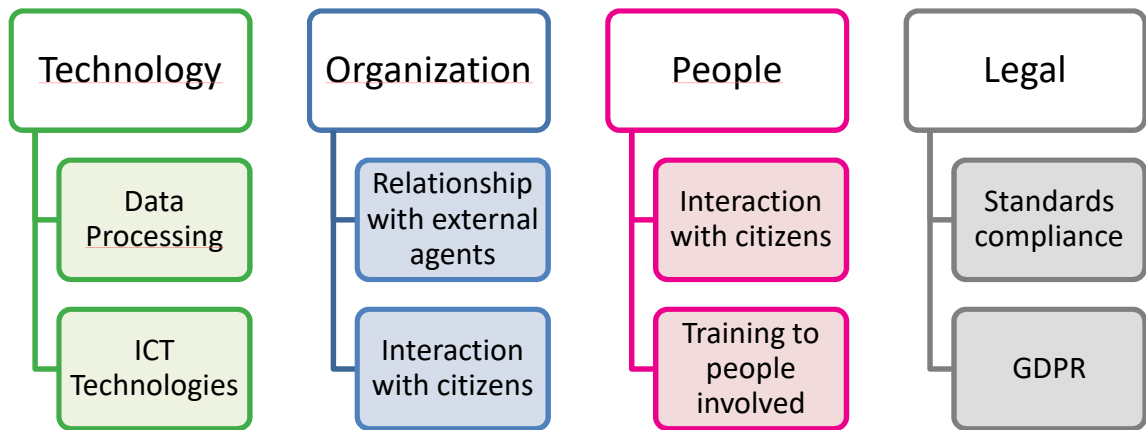 Technology
Data
Processing
ICT
Technologies
Organization
Relationship
with external
agents
Interaction
with citizens
People
Interaction
with citizens
Training to
people
involved
Legal
Standards
compliance
GDPR